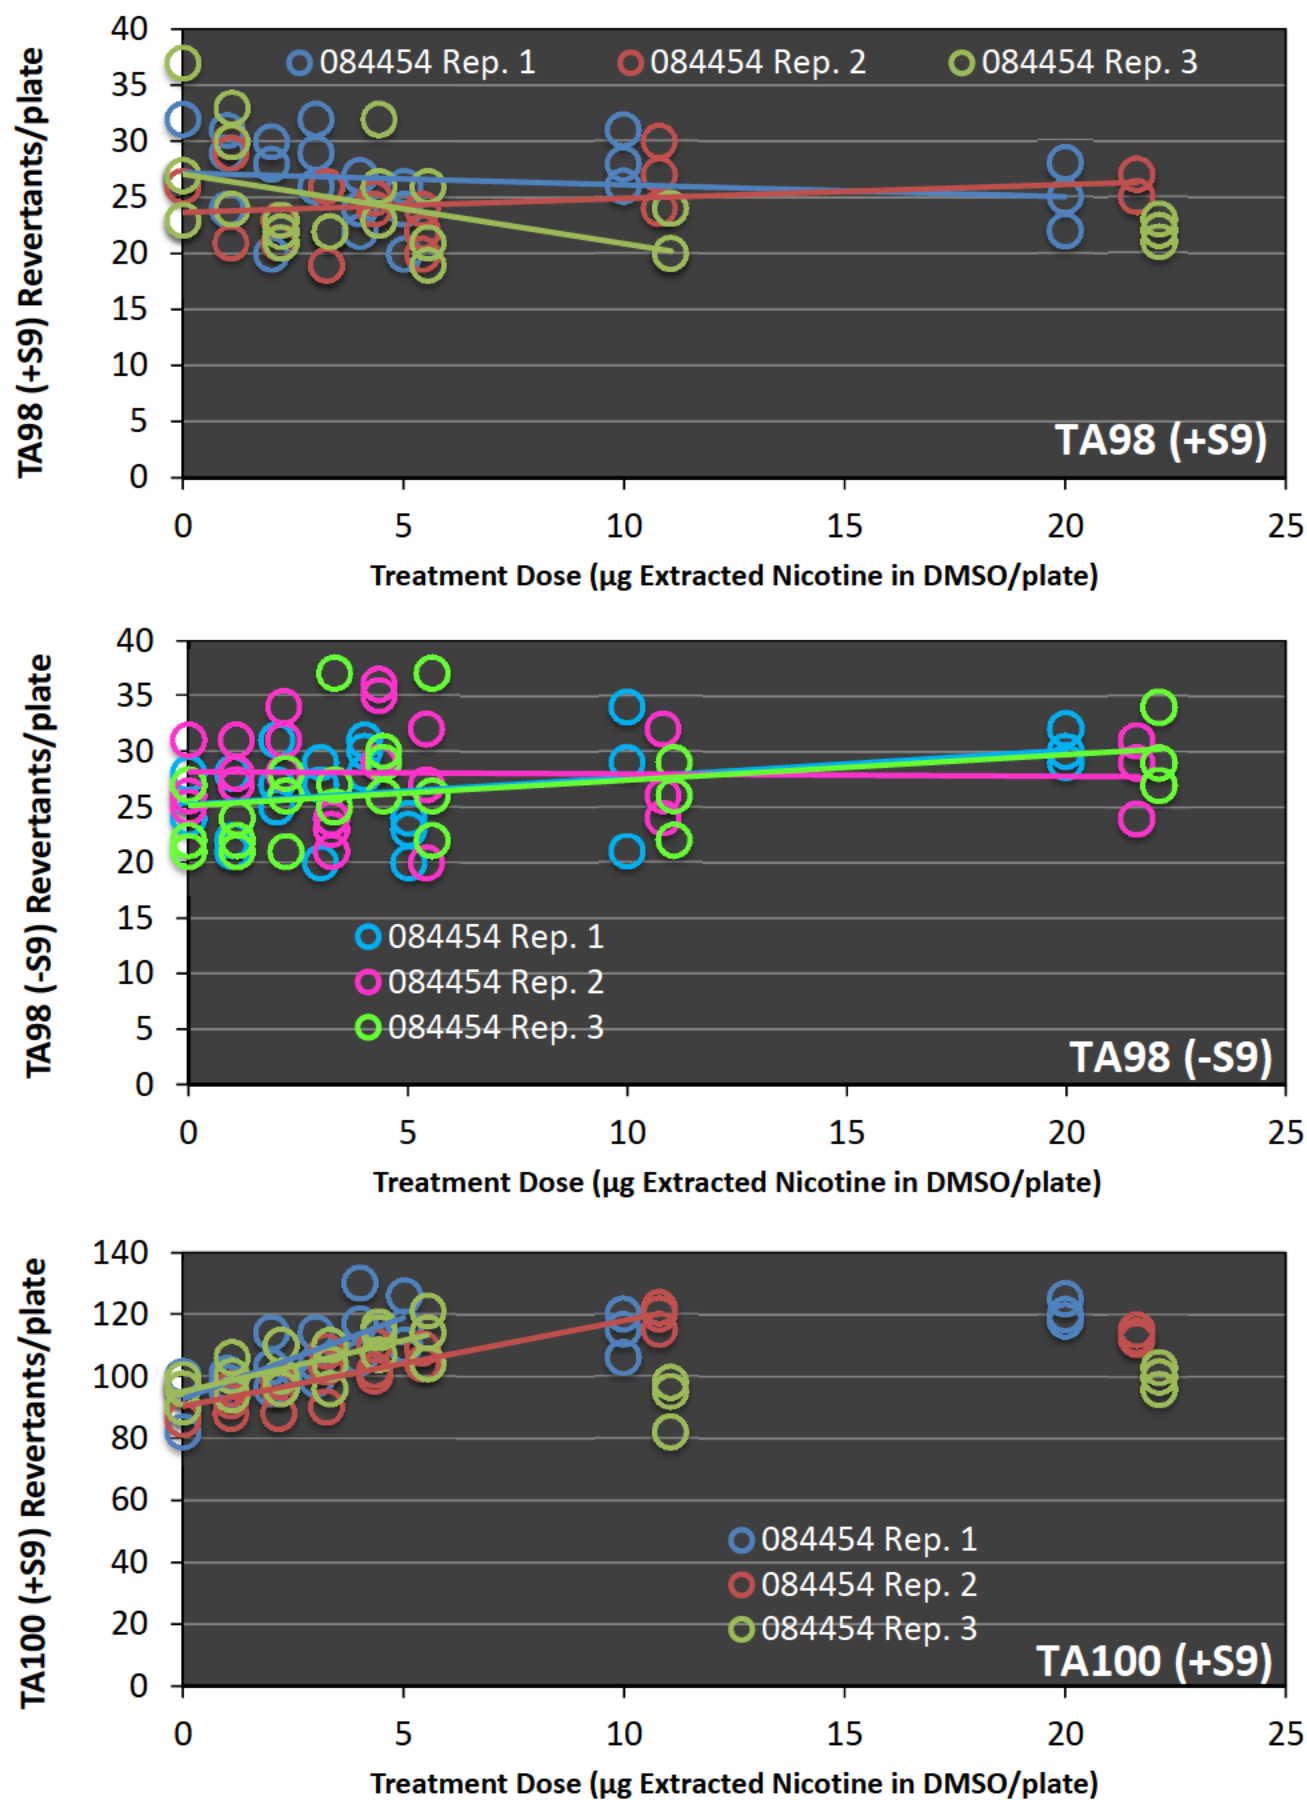 TA98 (+S9) Revertants/plate
40
35
30
25
20
15
10
5
0
084454 Rep. 1 084454 Rep. 2 084454 Rep. 3
TA98 (+S9)
0 5 10 15 20 25
Treatment Dose (µg Extracted Nicotine in DMSO/plate)
TA98 (-S9) Revertants/plate
40
35
30
25
20
15
10
5
0
084454 Rep. 1
084454 Rep. 2
084454 Rep. 3
TA98 (-S9)
0 5 10 15 20 25
Treatment Dose (µg Extracted Nicotine in DMSO/plate)
TA100 (+S9) Revertants/plate
140
120
100
80
60
40
20
0
084454 Rep. 1
084454 Rep. 2
084454 Rep. 3
TA100 (+S9)
0 5 10 15 20 25
Treatment Dose (µg Extracted Nicotine in DMSO/plate)